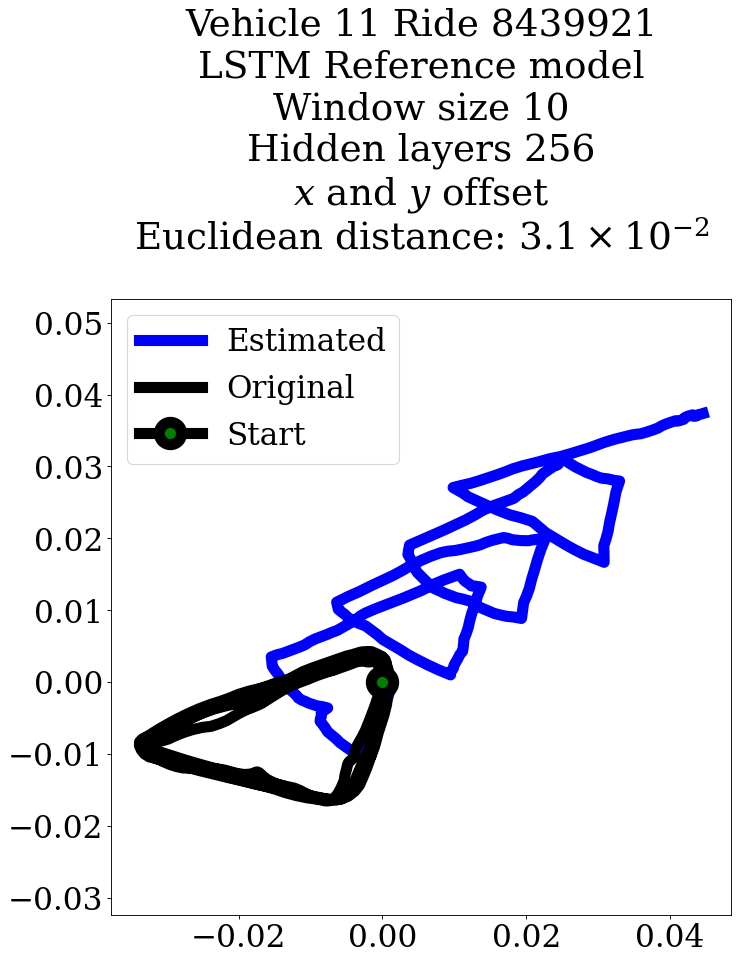 Vehicle 11 Ride 8439921
LSTM Reference model
Window size 10
Hidden layers 256
x and y offset
Euclidean distance: 3.1 × 10⁻²
Estimated
Original
Start
0.05
0.04
0.03
0.02
0.01
0.00
−0.01
−0.02
−0.03
−0.02 0.00 0.02 0.04